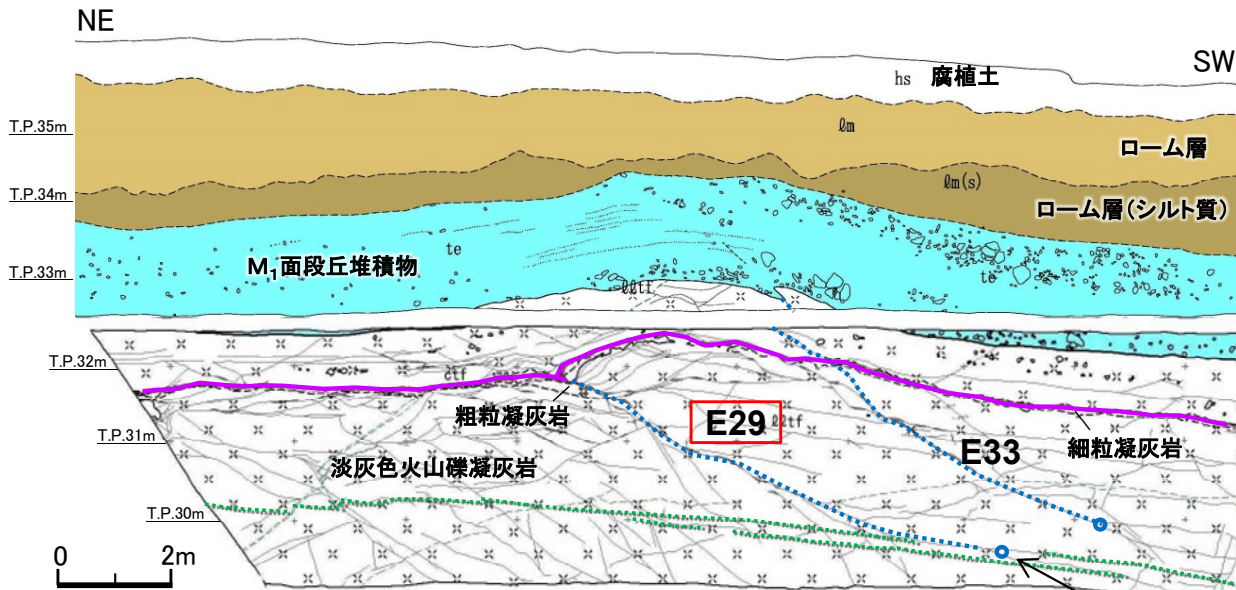 NE
SW
hs 腐植土
T.P.35m
ℓm
ローム層
T.P.34m
ℓm(s)
ローム層(シルト質)
te
M₁面段丘堆積物
T.P.33m
te
ℓℓtf
T.P.32m
ctf
粗粒凝灰岩
E29
ℓℓtf
T.P.31m
E33
細粒凝灰岩
淡灰色火山礫凝灰岩
T.P.30m
0 2m